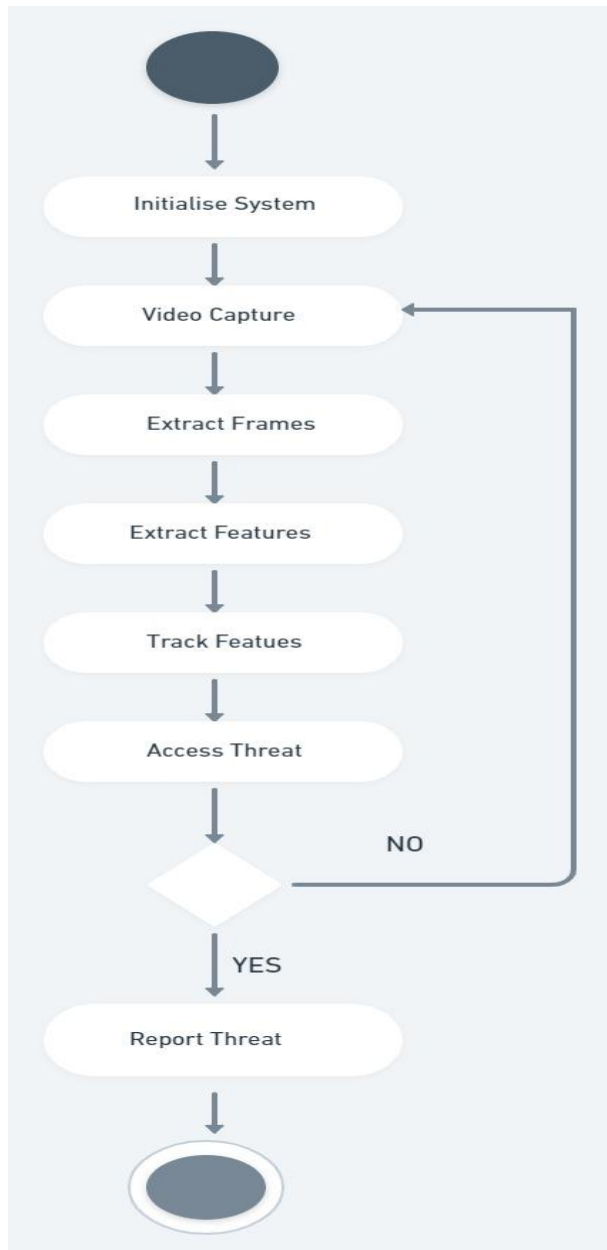 Initialise System
Video Capture
Extract Frames
Extract Features
Track Featues
Access Threat
NO
YES
Report Threat